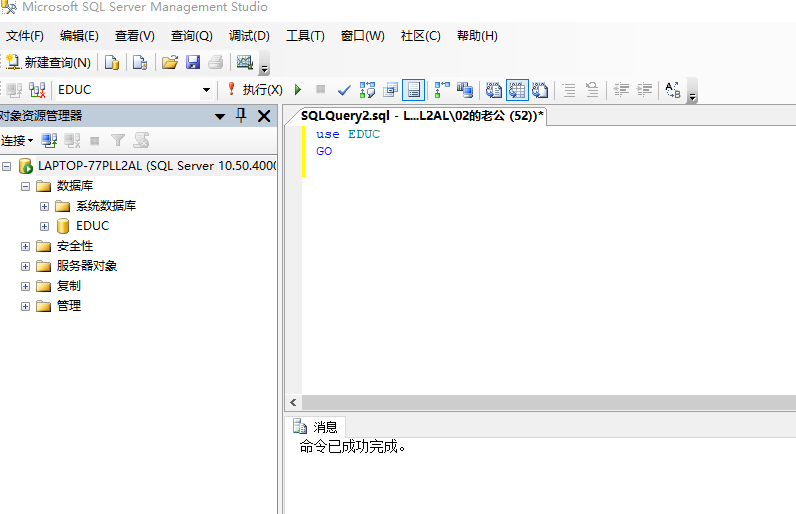 Microsoft SQL Server Management Studio
文件(F) 编辑(E) 查看(V) 查询(Q) 调试(D) 工具(T) 窗口(W) 社区(C) 帮助(H)
新建查询(N)
EDUC 执行(X)
对象资源管理器
SQLQuery2.sql - L...L2AL\02的老公 (52))*
连接
use EDUC
GO
LAPTOP-77PLL2AL (SQL Server 10.50.4000
数据库
系统数据库
EDUC
安全性
服务器对象
复制
管理
消息
命令已成功完成。